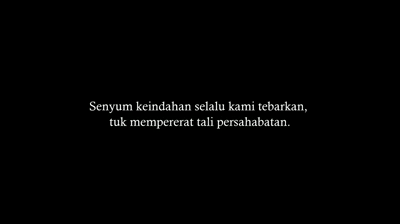 Senyum keindahan selalu kami tebarkan,
tuk mempererat tali persahabatan.